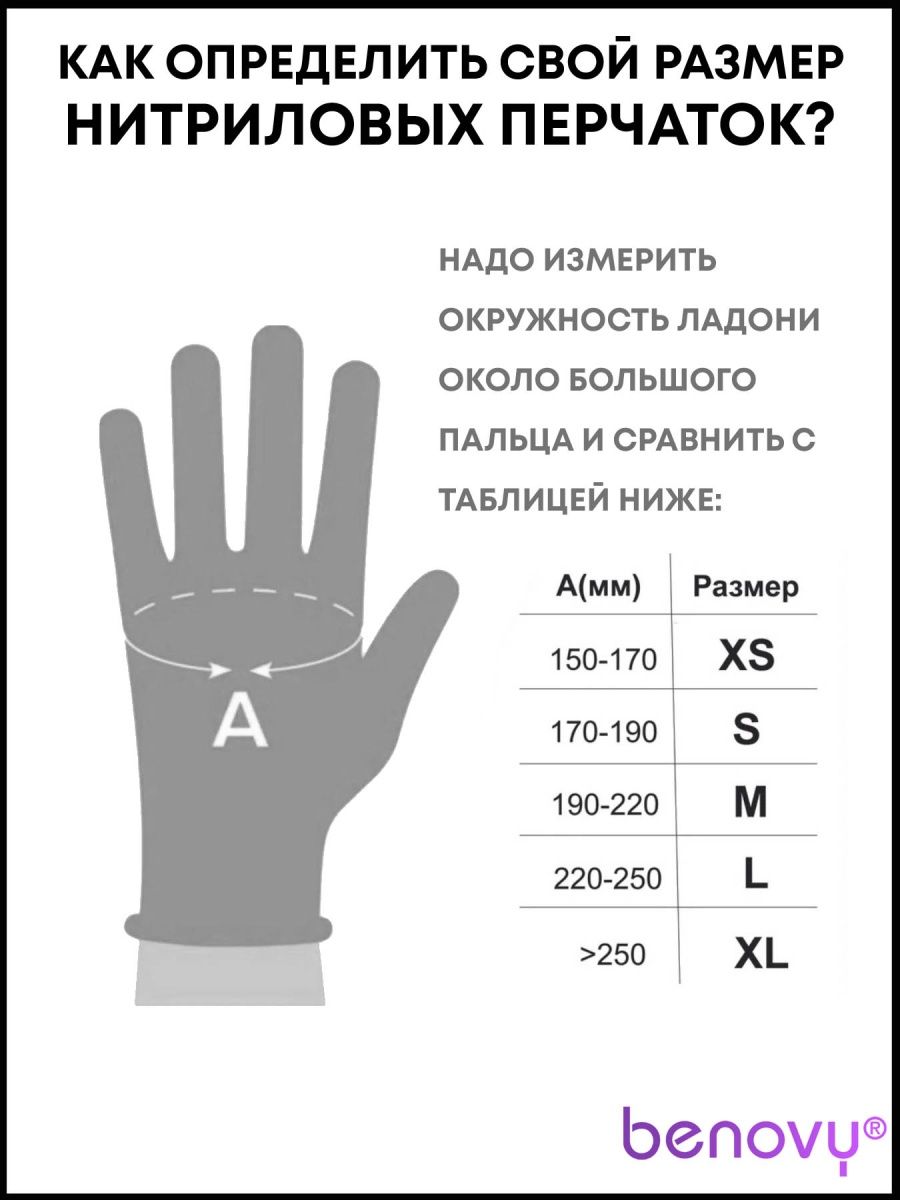 КАК ОПРЕДЕЛИТЬ СВОЙ РАЗМЕР
НИТРИЛОВЫХ ПЕРЧАТОК?
НАДО ИЗМЕРИТЬ
ОКРУЖНОСТЬ ЛАДОНИ
ОКОЛО БОЛЬШОГО
ПАЛЬЦА И СРАВНИТЬ С
ТАБЛИЦЕЙ НИЖЕ:
A
А(мм) Размер
150-170 XS
170-190 S
190-220 M
220-250 L
>250 XL
benovy®